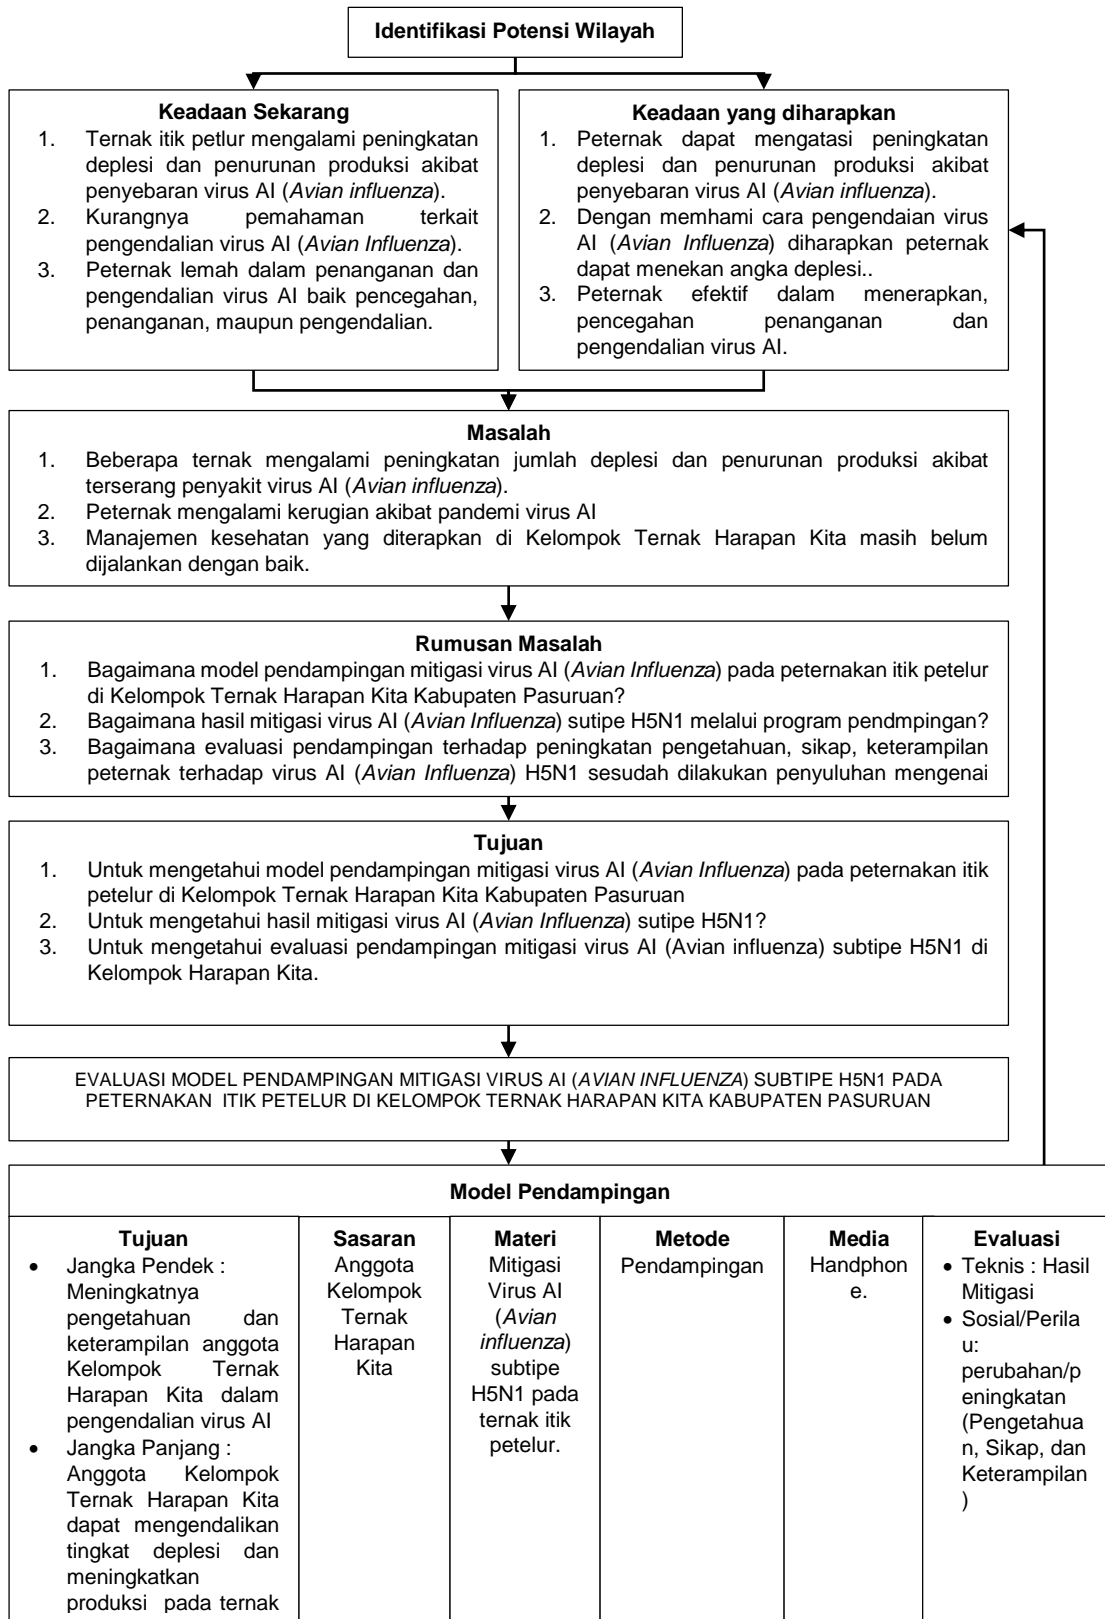 Identifikasi Potensi Wilayah
Keadaan Sekarang
1. Ternak itik petlur mengalami peningkatan
deplesi dan penurunan produksi akibat
penyebaran virus AI (Avian influenza).
2. Kurangnya pemahaman terkait
pengendalian virus AI (Avian Influenza).
3. Peternak lemah dalam penanganan dan
pengendalian virus AI baik pencegahan,
penanganan, maupun pengendalian.
Keadaan yang diharapkan
1. Peternak dapat mengatasi peningkatan
deplesi dan penurunan produksi akibat
penyebaran virus AI (Avian influenza).
2. Dengan memhami cara pengendaian virus
AI (Avian Influenza) diharapkan peternak
dapat menekan angka deplesi..
3. Peternak efektif dalam menerapkan,
pencegahan penanganan dan
pengendalian virus AI.
Masalah
1. Beberapa ternak mengalami peningkatan jumlah deplesi dan penurunan produksi akibat
terserang penyakit virus AI (Avian influenza).
2. Peternak mengalami kerugian akibat pandemi virus AI
3. Manajemen kesehatan yang diterapkan di Kelompok Ternak Harapan Kita masih belum
dijalankan dengan baik.
Rumusan Masalah
1. Bagaimana model pendampingan mitigasi virus AI (Avian Influenza) pada peternakan itik petelur
di Kelompok Ternak Harapan Kita Kabupaten Pasuruan?
2. Bagaimana hasil mitigasi virus AI (Avian Influenza) sutipe H5N1 melalui program pendmpingan?
3. Bagaimana evaluasi pendampingan terhadap peningkatan pengetahuan, sikap, keterampilan
peternak terhadap virus AI (Avian Influenza) H5N1 sesudah dilakukan penyuluhan mengenai
Tujuan
1. Untuk mengetahui model pendampingan mitigasi virus AI (Avian Influenza) pada peternakan itik
petelur di Kelompok Ternak Harapan Kita Kabupaten Pasuruan
2. Untuk mengetahui hasil mitigasi virus AI (Avian Influenza) sutipe H5N1?
3. Untuk mengetahui evaluasi pendampingan mitigasi virus AI (Avian influenza) subtipe H5N1 di
Kelompok Harapan Kita.
EVALUASI MODEL PENDAMPINGAN MITIGASI VIRUS AI (AVIAN INFLUENZA) SUBTIPE H5N1 PADA
PETERNAKAN ITIK PETELUR DI KELOMPOK TERNAK HARAPAN KITA KABUPATEN PASURUAN
Model Pendampingan
Tujuan
• Jangka Pendek :
Meningkatnya
pengetahuan dan
keterampilan anggota
Kelompok Ternak
Harapan Kita dalam
pengendalian virus AI
• Jangka Panjang :
Anggota Kelompok
Ternak Harapan Kita
dapat mengendalikan
tingkat deplesi dan
meningkatkan
produksi pada ternak
Sasaran
Anggota
Kelompok
Ternak
Harapan
Kita
Materi
Mitigasi
Virus AI
(Avian
influenza)
subtipe
H5N1 pada
ternak itik
petelur.
Metode
Pendampingan
Media
Handphon
e.
Evaluasi
• Teknis : Hasil
Mitigasi
• Sosial/Perila
u:
perubahan/p
eningkatan
(Pengetahua
n, Sikap, dan
Keterampilan
)